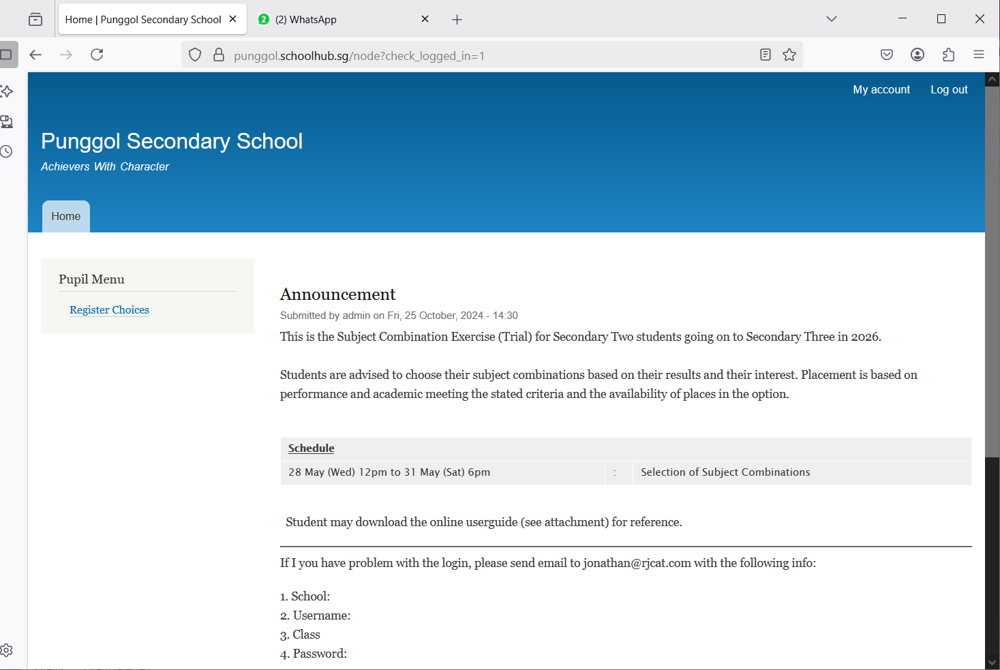 Home | Punggol Secondary School
(2) WhatsApp
punggol.schoolhub.sg/node?check_logged_in=1
My account Log out
Punggol Secondary School
Achievers With Character
Home
Pupil Menu
Register Choices
Announcement
Submitted by admin on Fri, 25 October, 2024 - 14:30
This is the Subject Combination Exercise (Trial) for Secondary Two students going on to Secondary Three in 2026.
Students are advised to choose their subject combinations based on their results and their interest. Placement is based on
performance and academic meeting the stated criteria and the availability of places in the option.
Schedule
28 May (Wed) 12pm to 31 May (Sat) 6pm : Selection of Subject Combinations
Student may download the online userguide (see attachment) for reference.
If I you have problem with the login, please send email to jonathan@rjcat.com with the following info:
1. School:
2. Username:
3. Class
4. Password: